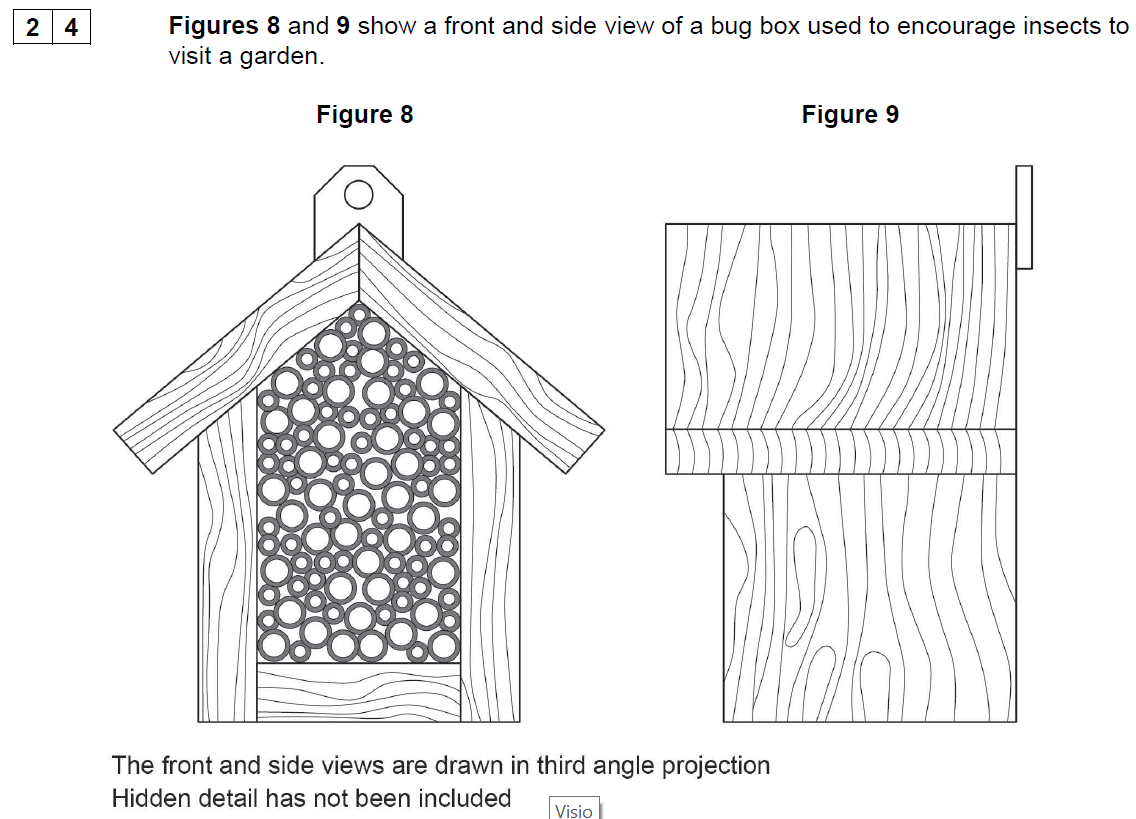 2 4
Figures 8 and 9 show a front and side view of a bug box used to encourage insects to
visit a garden.
Figure 8
Figure 9
The front and side views are drawn in third angle projection
Hidden detail has not been included
Visio